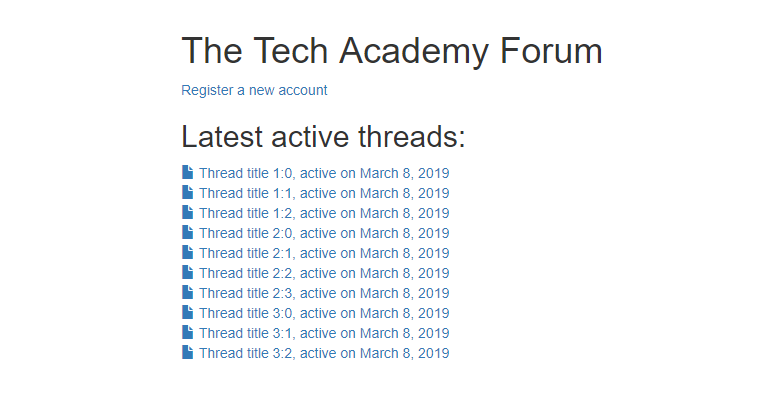 The Tech Academy Forum
Register a new account
Latest active threads:
Thread title 1:0, active on March 8, 2019
Thread title 1:1, active on March 8, 2019
Thread title 1:2, active on March 8, 2019
Thread title 2:0, active on March 8, 2019
Thread title 2:1, active on March 8, 2019
Thread title 2:2, active on March 8, 2019
Thread title 2:3, active on March 8, 2019
Thread title 3:0, active on March 8, 2019
Thread title 3:1, active on March 8, 2019
Thread title 3:2, active on March 8, 2019